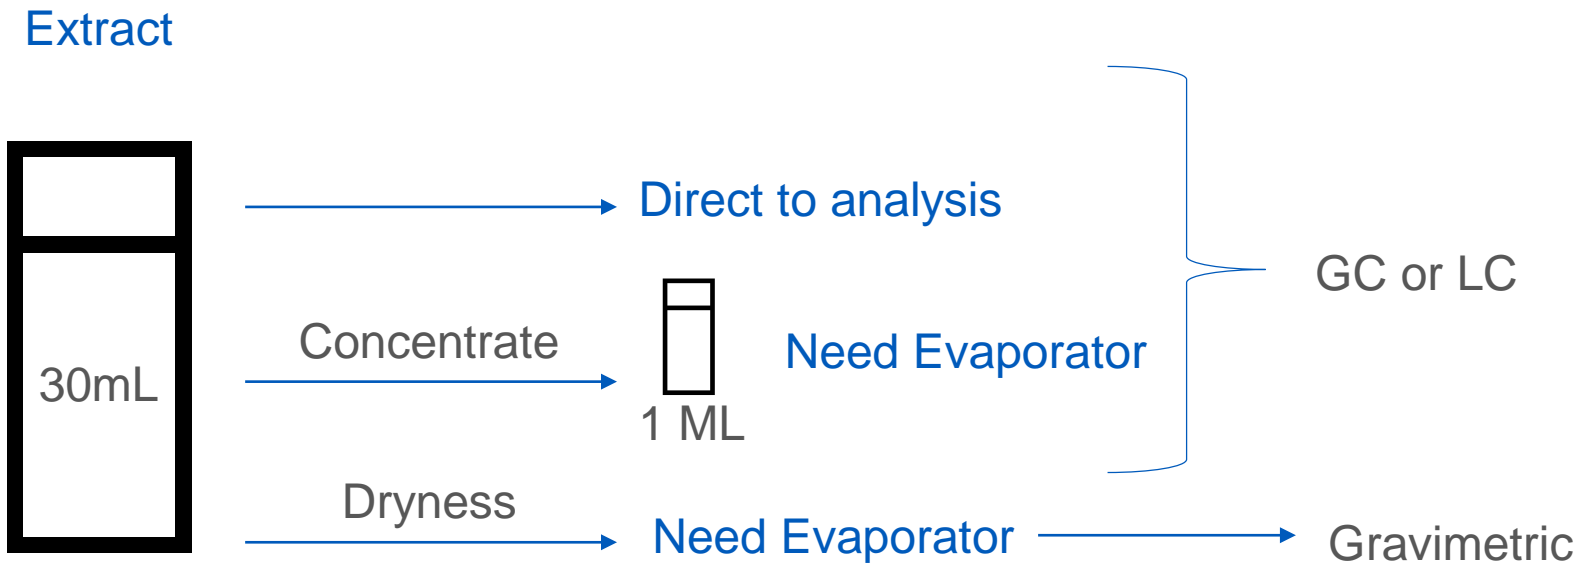 Extract
Direct to analysis
GC or LC
Concentrate
Need Evaporator
30mL
1 ML
Dryness
Need Evaporator
Gravimetric